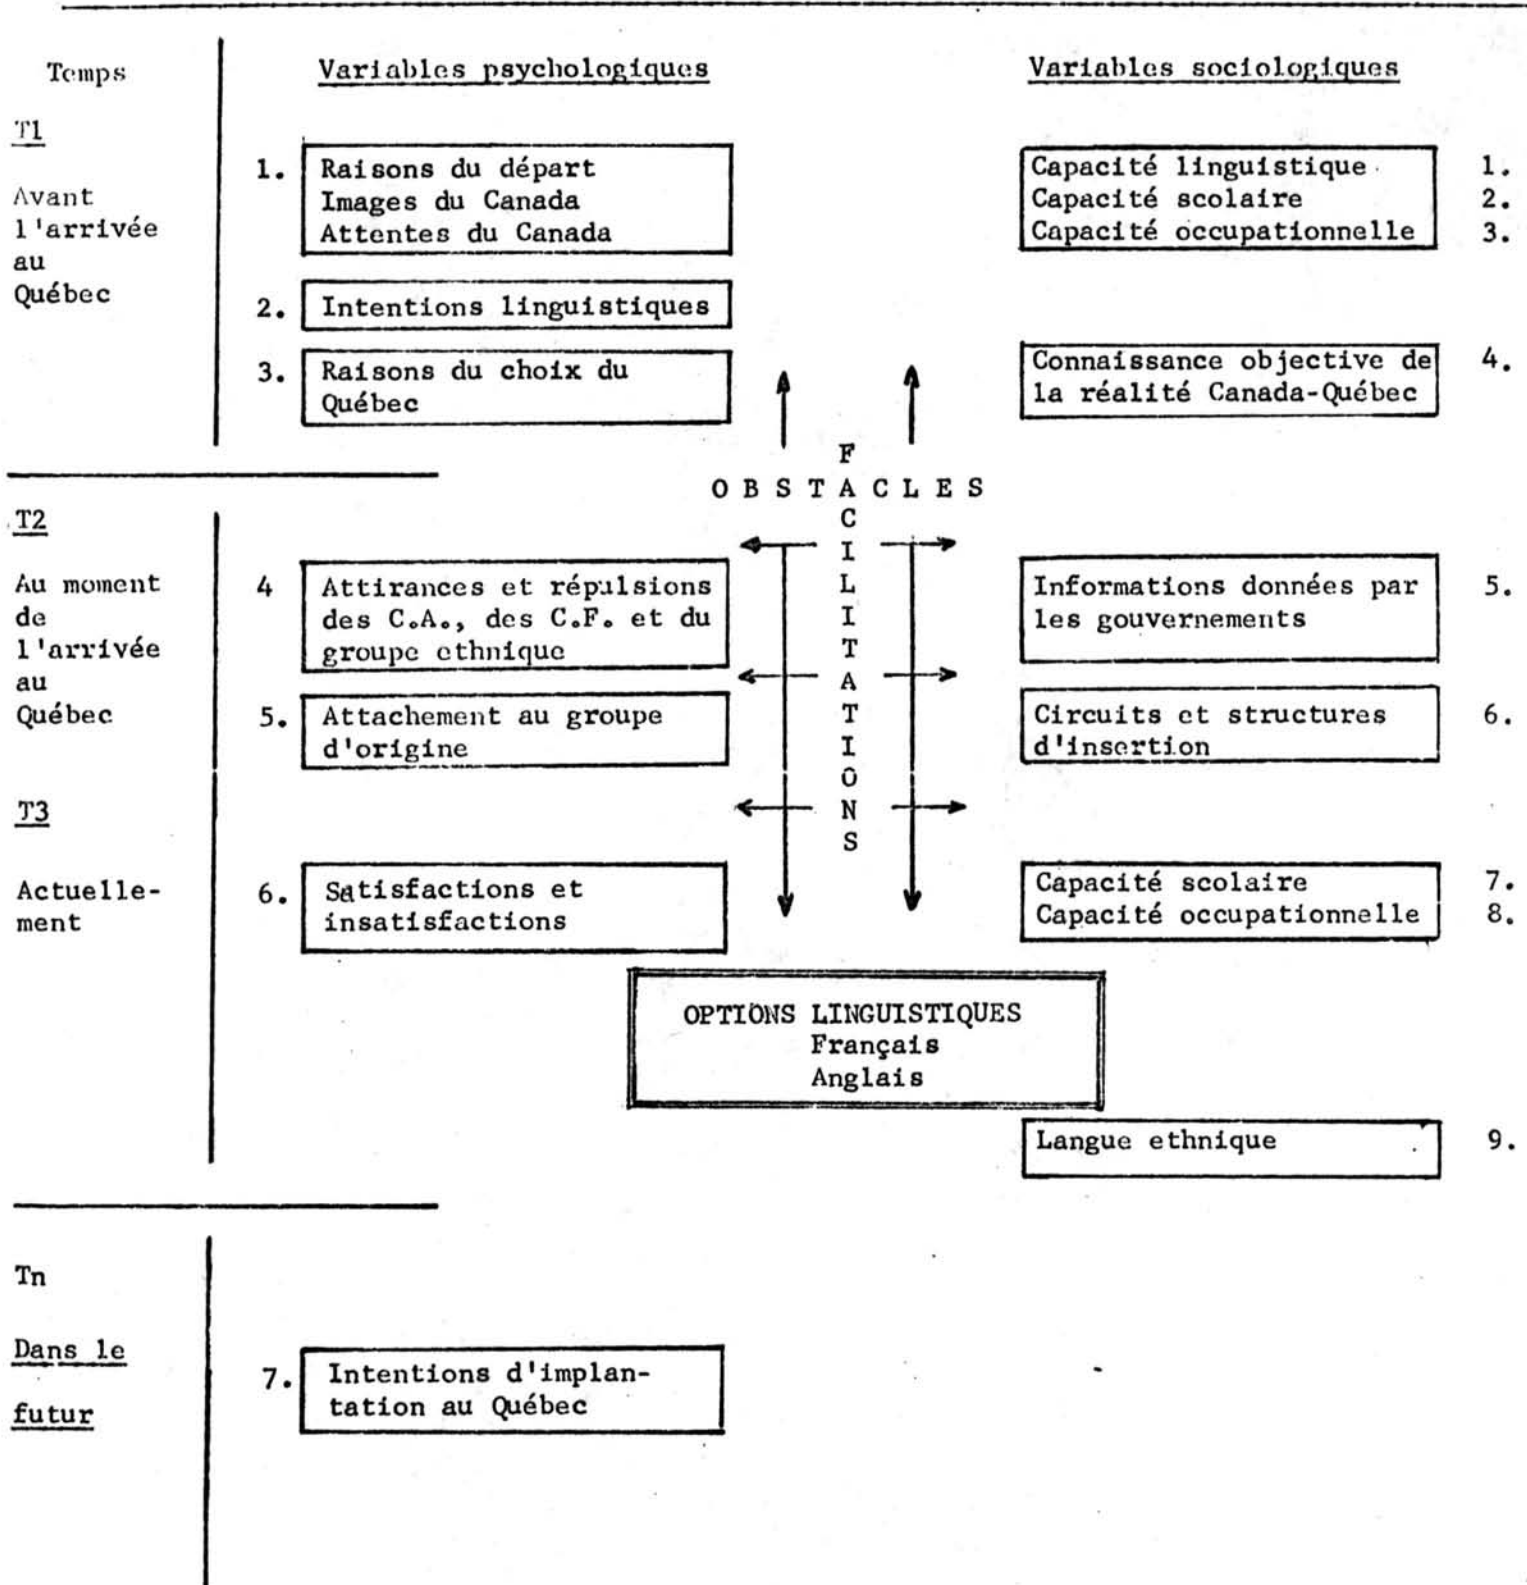 Temps
Variables psychologiques
Variables sociologiques
T1
Avant
l'arrivée
au
Québec
1. Raisons du départ
Images du Canada
Attentes du Canada
Capacité linguistique 1.
Capacité scolaire 2.
Capacité occupationnelle 3.
2. Intentions linguistiques
3. Raisons du choix du
Québec
Connaissance objective de 4.
la réalité Canada-Québec
OBSTACLES
FACILITATIONS
T2
Au moment
de
l'arrivée
au
Québec
4 Attirances et répulsions
des C.A., des C.F. et du
groupe ethnique
Informations données par 5.
les gouvernements
5. Attachement au groupe
d'origine
Circuits et structures 6.
d'insertion
T3
Actuelle-
ment
6. Satisfactions et
insatisfactions
Capacité scolaire 7.
Capacité occupationnelle 8.
OPTIONS LINGUISTIQUES
Français
Anglais
Langue ethnique 9.
Tn
Dans le
futur
7. Intentions d'implan-
tation au Québec